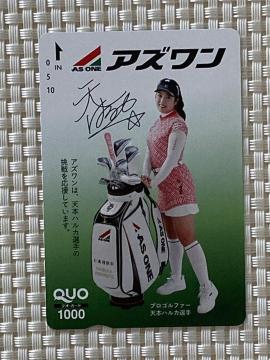 IN
0
5
10
AS ONE
アズワン
アズワンは、天本ハルカ選手の
挑戦を応援しています。
AS ONE
AS ONE
QUO
クオ・カード
1000
プロゴルファー
天本ハルカ選手